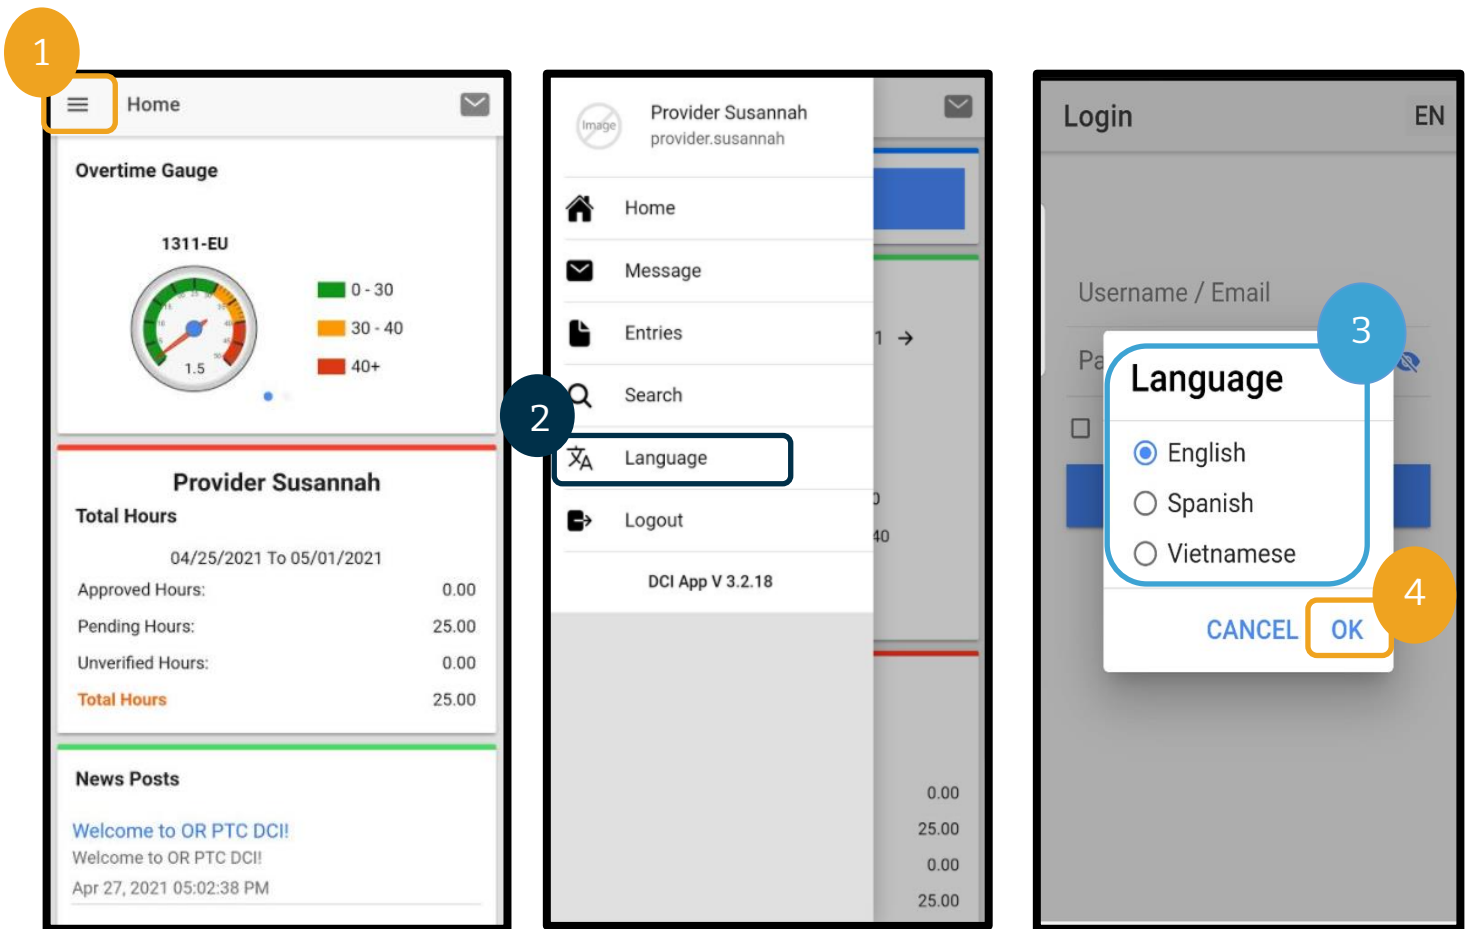 1
Home
Overtime Gauge
1311-EU
0 - 30
30 - 40
40+
1.5
Provider Susannah
Total Hours
04/25/2021 To 05/01/2021
Approved Hours: 0.00
Pending Hours: 25.00
Unverified Hours: 0.00
Total Hours 25.00
News Posts
Welcome to OR PTC DCI!
Welcome to OR PTC DCI!
Apr 27, 2021 05:02:38 PM
Image
Provider Susannah
provider.susannah
Home
Message
Entries
Search
2
Language
Logout
DCI App V 3.2.18
1
40
0.00
25.00
0.00
25.00
Login EN
Username / Email
Pa
3
Language
English
Spanish
Vietnamese
4
CANCEL OK